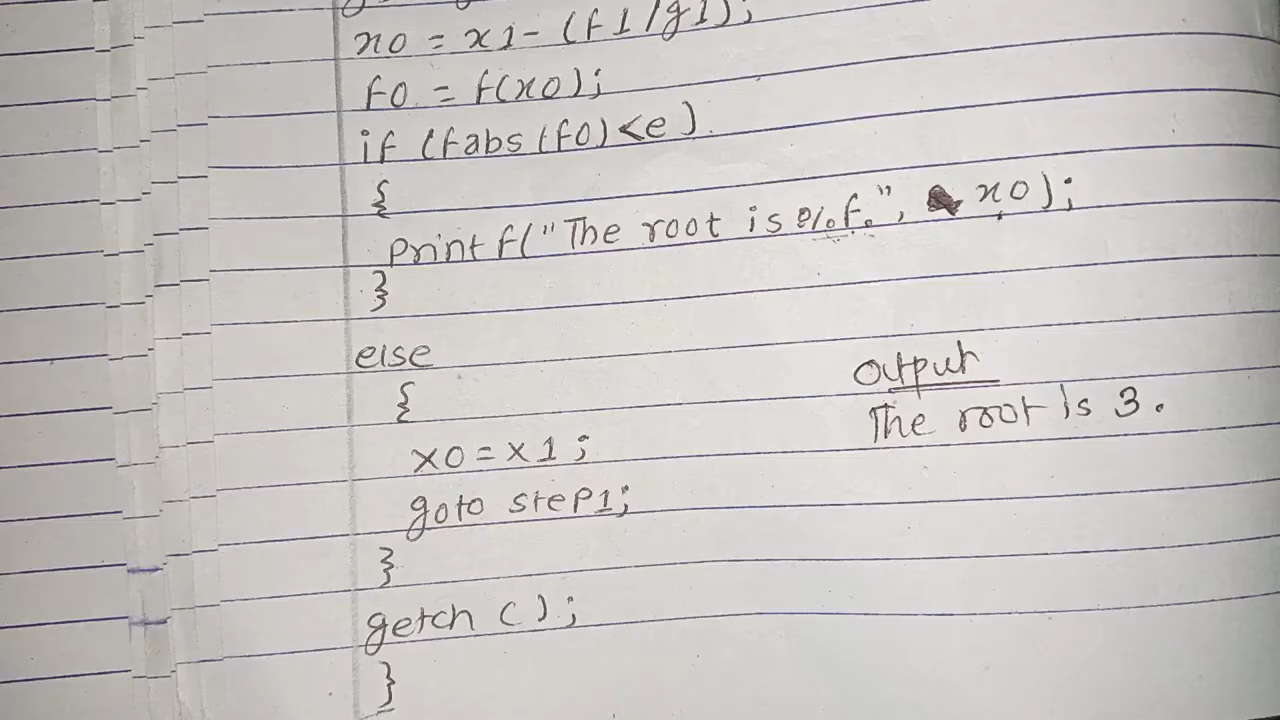 x0 = x1 - (f1/g1);
f0 = f(x0);
if (fabs(f0)<e)
{
printf("The root is %f.", x0);
}
else
{
x0 = x1;
goto step1;
}
getch();
}
Output
The root is 3.